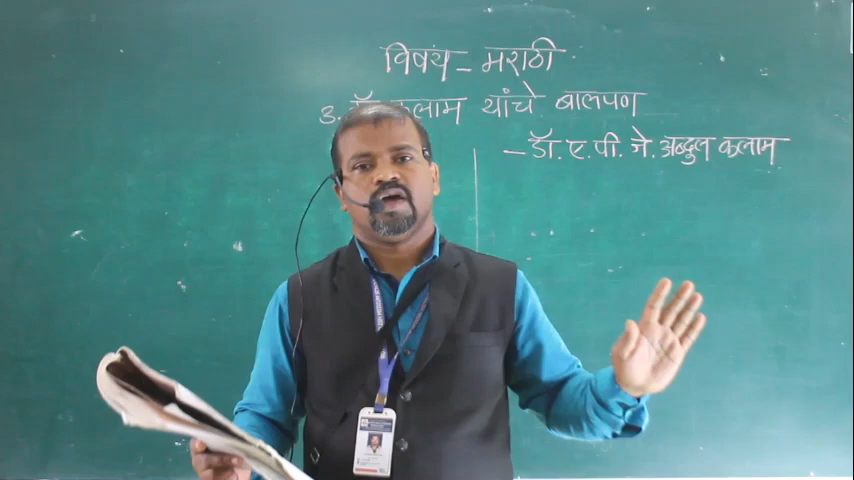 विषय - मराठी
३. डॉ. कलाम यांचे बालपण
- डॉ. ए. पी. जे. अब्दुल कलाम